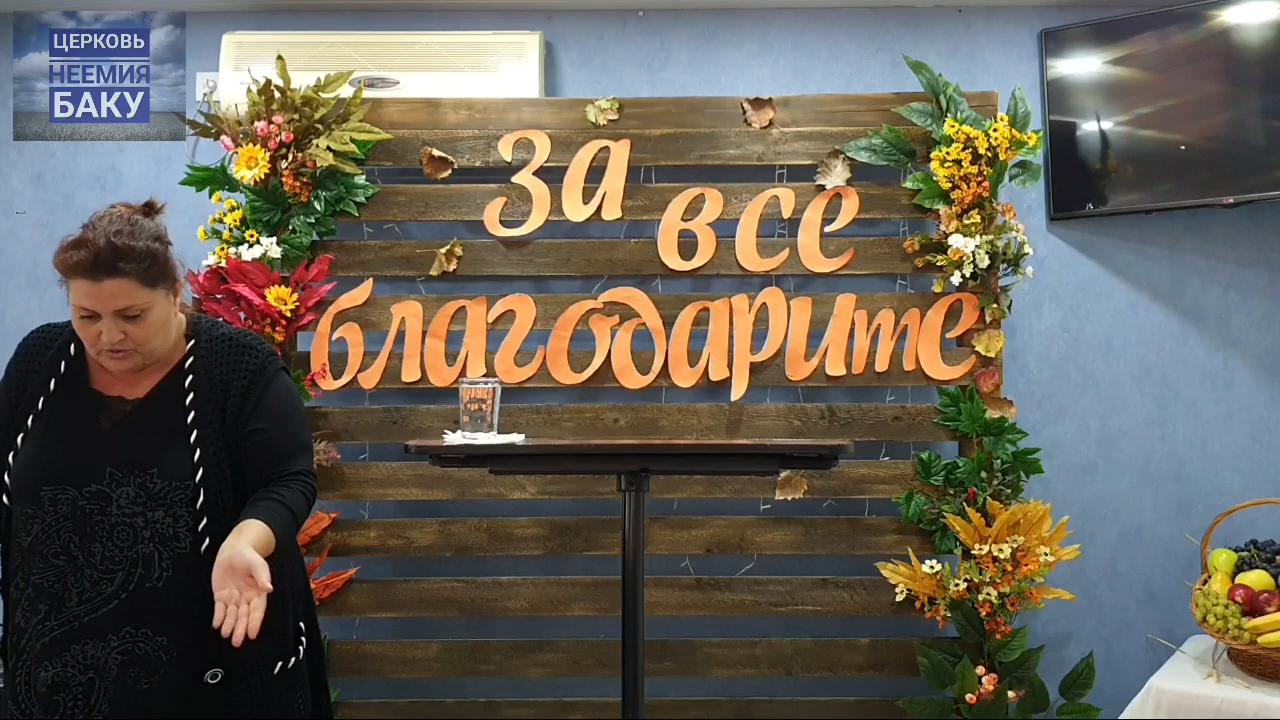 ЦЕРКОВЬ
НЕЕМИЯ
БАКУ
За
все
благодарите